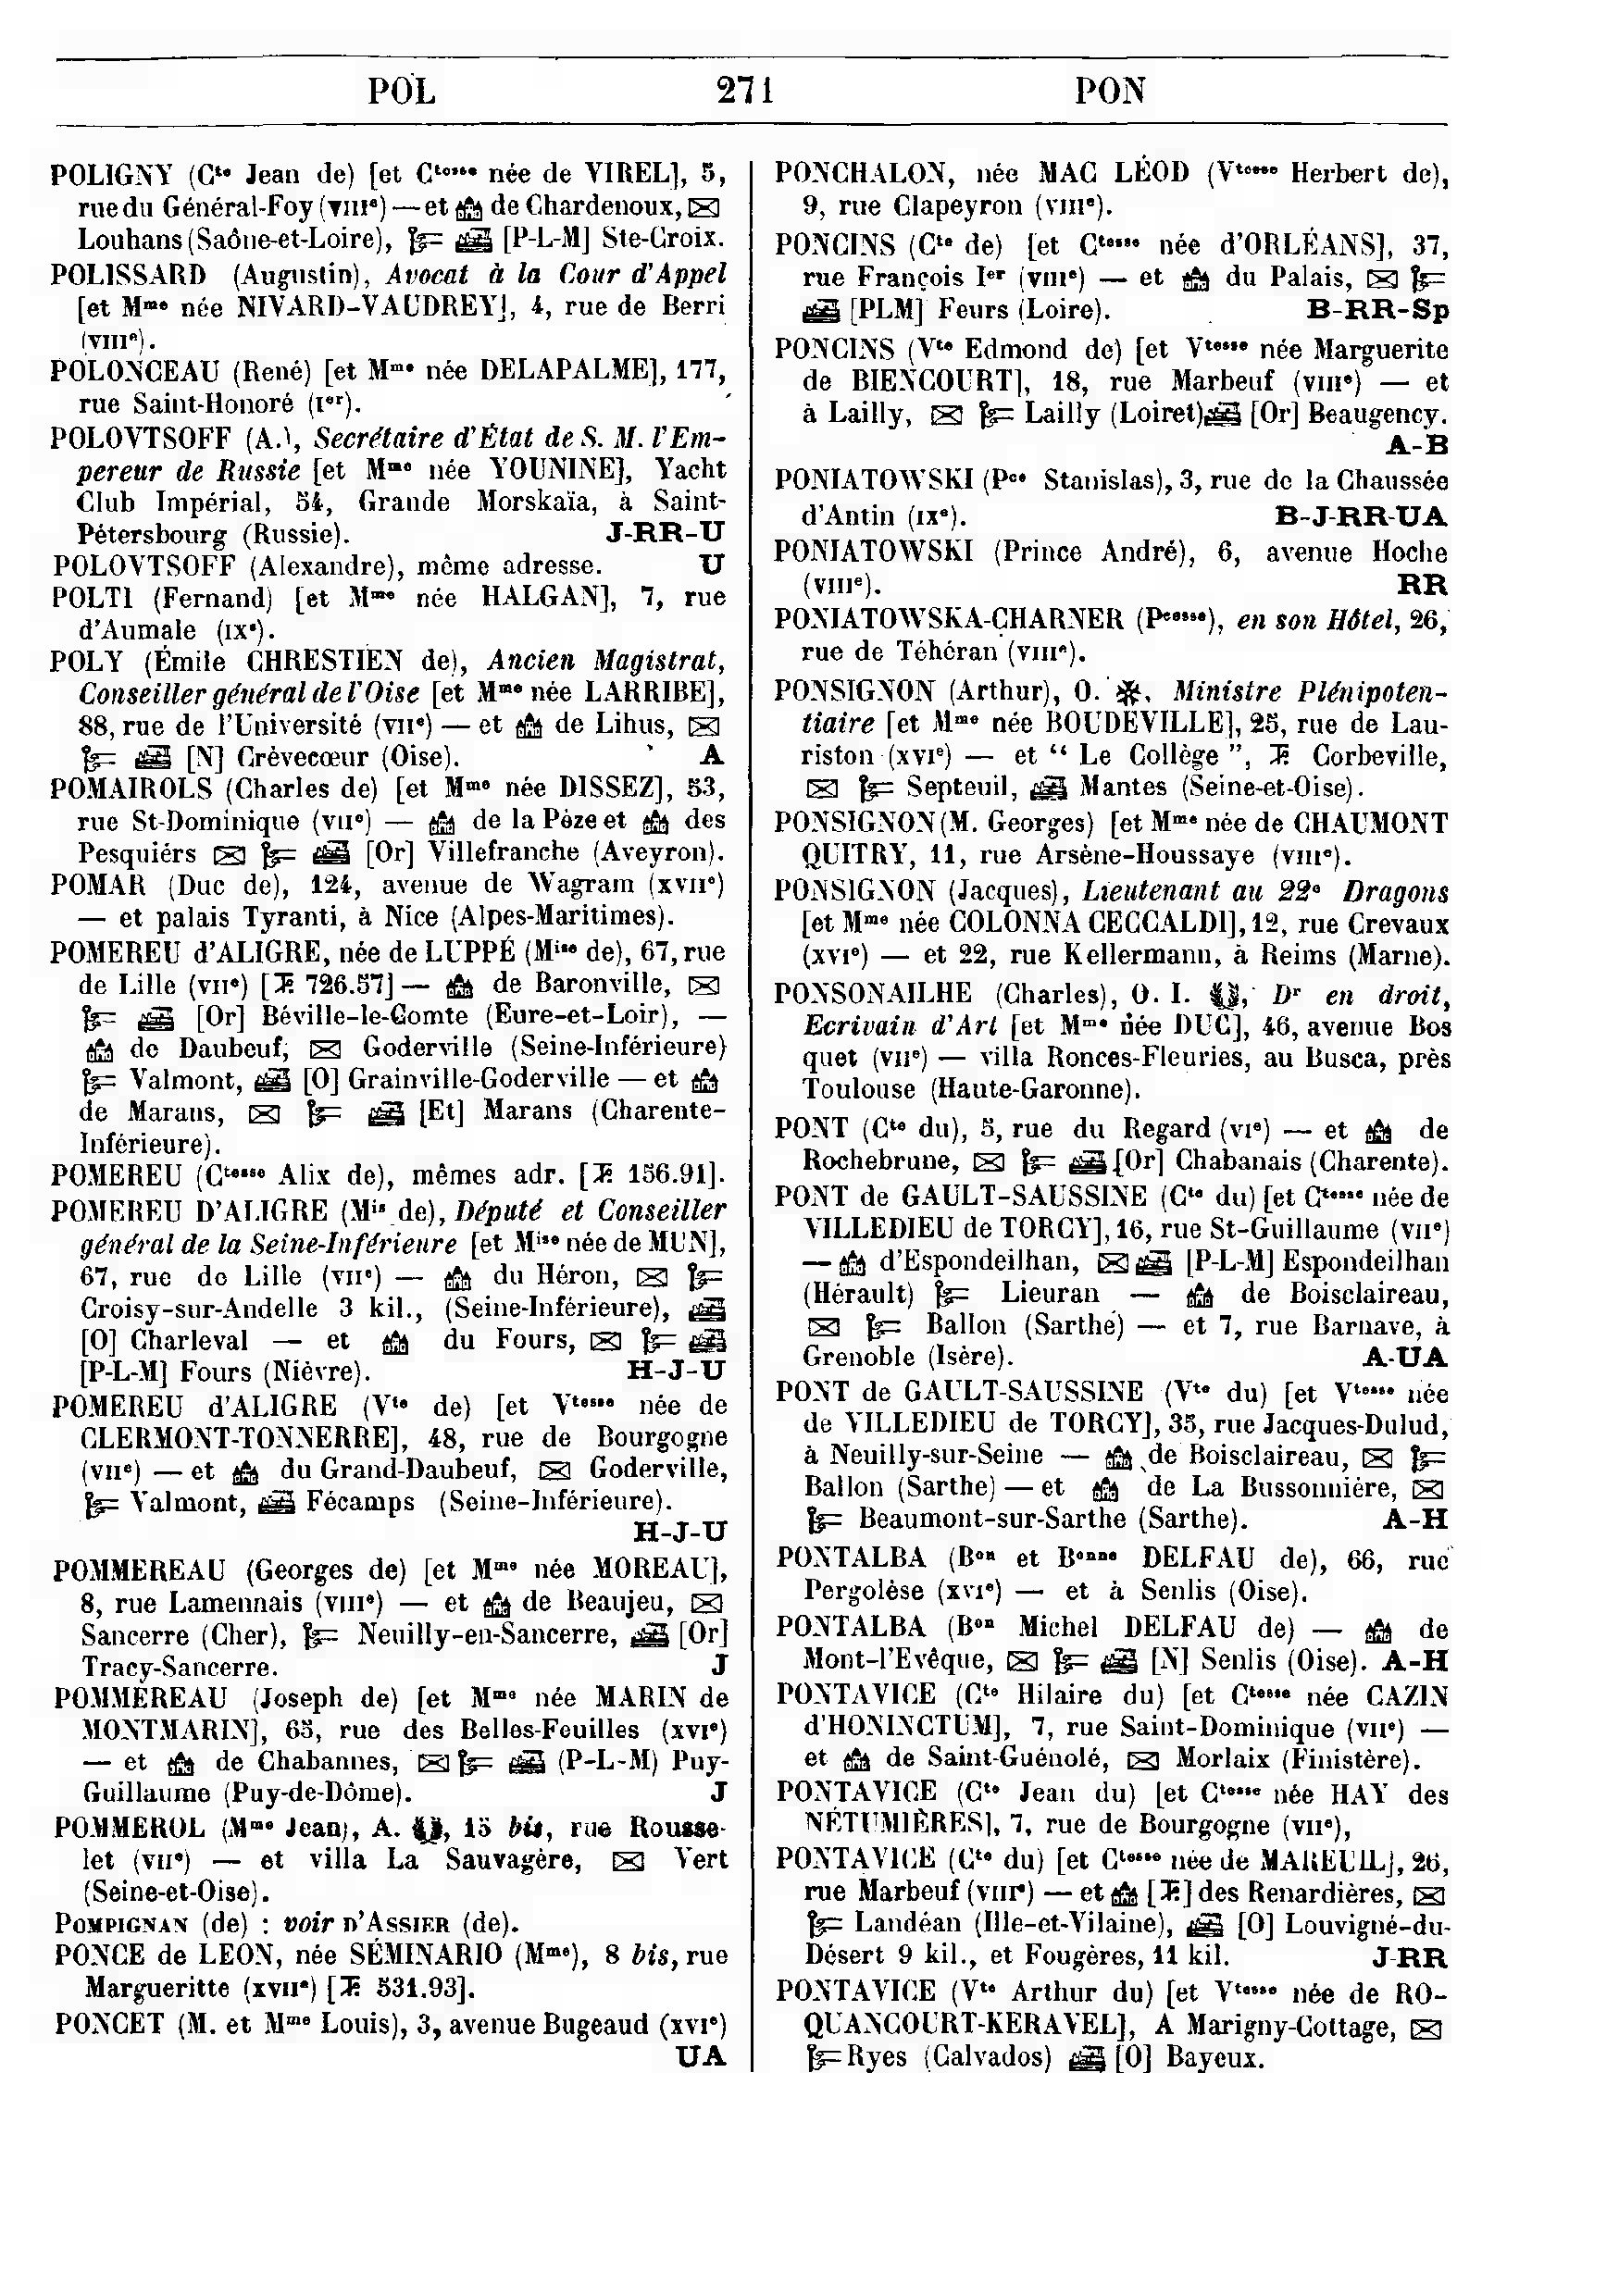 POL 271 PON
POLIGNY (Cte Jean de) [et Ctesse née de VIREL], 5,
rue du Général-Foy (VIIIe) — et de Chardenoux,
Louhans (Saône-et-Loire), [P-L-M] Ste-Croix.
POLISSARD (Augustin), Avocat à la Cour d'Appel
[et Mme née NIVARD-VAUDREY], 4, rue de Berri
(VIIIe).
POLONCEAU (René) [et Mme née DELAPALME], 177,
rue Saint-Honoré (Ier).
POLOVTSOFF (A.), Secrétaire d'État de S. M. l'Em-
pereur de Russie [et Mme née YOUNINE], Yacht
Club Impérial, 54, Grande Morskaïa, à Saint-
Pétersbourg (Russie). J-RR-U
POLOVTSOFF (Alexandre), même adresse. U
POLTI (Fernand) [et Mme née HALGAN], 7, rue
d'Aumale (IXe).
POLY (Émile CHRESTIEN de), Ancien Magistrat,
Conseiller général de l'Oise [et Mme née LARRIBE],
88, rue de l'Université (VIIe) — et de Lihus,
[N] Crèvecœur (Oise). A
POMAIROLS (Charles de) [et Mme née DISSEZ], 53,
rue St-Dominique (VIIe) — de la Pèze et des
Pesquiérs [Or] Villefranche (Aveyron).
POMAR (Duc de), 124, avenue de Wagram (XVIIe)
— et palais Tyranti, à Nice (Alpes-Maritimes).
POMEREU d'ALIGRE, née de LUPPÉ (Mise de), 67, rue
de Lille (VIIe) [T. 726.57] — de Baronville,
[Or] Béville-le-Comte (Eure-et-Loir), —
de Daubeuf, Goderville (Seine-Inférieure)
Valmont, [O] Grainville-Goderville — et
de Marans, [Et] Marans (Charente-
Inférieure).
POMEREU (Ctesse Alix de), mêmes adr. [T. 156.91].
POMEREU D'ALIGRE (Mis de), Député et Conseiller
général de la Seine-Inférieure [et Mise née de MUN],
67, rue de Lille (VIIe) — du Héron,
Croisy-sur-Andelle 3 kil., (Seine-Inférieure),
[O] Charleval — et du Fours,
[P-L-M] Fours (Nièvre). H-J-U
POMEREU d'ALIGRE (Vte de) [et Vtesse née de
CLERMONT-TONNERRE], 48, rue de Bourgogne
(VIIe) — et du Grand-Daubeuf, Goderville,
Valmont, Fécamps (Seine-Inférieure).
H-J-U
POMMEREAU (Georges de) [et Mme née MOREAU],
8, rue Lamennais (VIIIe) — et de Beaujeu,
Sancerre (Cher), Neuilly-en-Sancerre, [Or]
Tracy-Sancerre. J
POMMEREAU (Joseph de) [et Mme née MARIN de
MONTMARIN], 65, rue des Belles-Feuilles (XVIe)
— et de Chabannes, (P-L-M) Puy-
Guillaume (Puy-de-Dôme). J
POMMEROL (Mme Jean), A. , 15 bis, rue Rousse-
let (VIIe) — et villa La Sauvagère, Vert
(Seine-et-Oise).
POMPIGNAN (de) : voir D'ASSIER (de).
PONCE de LEON, née SÉMINARIO (Mme), 8 bis, rue
Margueritte (XVIIe) [T. 531.93].
PONCET (M. et Mme Louis), 3, avenue Bugeaud (XVIe)
UA
PONCHALON, née MAC LÉOD (Vtesse Herbert de),
9, rue Clapeyron (VIIIe).
PONCINS (Cte de) [et Ctesse née d'ORLÉANS], 37,
rue François Ier (VIIIe) — et du Palais,
[PLM] Feurs (Loire). B-RR-Sp
PONCINS (Vte Edmond de) [et Vtesse née Marguerite
de BIENCOURT], 18, rue Marbeuf (VIIIe) — et
à Lailly, Lailly (Loiret) [Or] Beaugency.
A-B
PONIATOWSKI (Pce Stanislas), 3, rue de la Chaussée
d'Antin (IXe). B-J-RR-UA
PONIATOWSKI (Prince André), 6, avenue Hoche
(VIIIe). RR
PONIATOWSKA-CHARNER (Pcesse), en son Hôtel, 26,
rue de Téhéran (VIIIe).
PONSIGNON (Arthur), O. ✻, Ministre Plénipoten-
tiaire [et Mme née BOUDEVILLE], 25, rue de Lau-
riston (XVIe) — et “ Le Collège ”, T. Corbeville,
Septeuil, Mantes (Seine-et-Oise).
PONSIGNON (M. Georges) [et Mme née de CHAUMONT
QUITRY, 11, rue Arsène-Houssaye (VIIIe).
PONSIGNON (Jacques), Lieutenant au 22e Dragons
[et Mme née COLONNA CECCALDI], 12, rue Crevaux
(XVIe) — et 22, rue Kellermann, à Reims (Marne).
PONSONAILHE (Charles), O. I. , Dr en droit,
Ecrivain d'Art [et Mme née DUC], 46, avenue Bos
quet (VIIe) — villa Ronces-Fleuries, au Busca, près
Toulouse (Haute-Garonne).
PONT (Cte du), 5, rue du Regard (VIe) — et de
Rochebrune, [Or] Chabanais (Charente).
PONT de GAULT-SAUSSINE (Cte du) [et Ctesse née de
VILLEDIEU de TORCY], 16, rue St-Guillaume (VIIe)
— d'Espondeilhan, [P-L-M] Espondeilhan
(Hérault) Lieuran — de Boisclaireau,
Ballon (Sarthe) — et 7, rue Barnave, à
Grenoble (Isère). A-UA
PONT de GAULT-SAUSSINE (Vte du) [et Vtesse née
de VILLEDIEU de TORCY], 35, rue Jacques-Dulud,
à Neuilly-sur-Seine — de Boisclaireau,
Ballon (Sarthe) — et de La Bussonnière,
Beaumont-sur-Sarthe (Sarthe). A-H
PONTALBA (Bon et Bonne DELFAU de), 66, rue
Pergolèse (XVIe) — et à Senlis (Oise).
PONTALBA (Bon Michel DELFAU de) — de
Mont-l'Evêque, [N] Senlis (Oise). A-H
PONTAVICE (Cte Hilaire du) [et Ctesse née CAZIN
d'HONINCTUM], 7, rue Saint-Dominique (VIIe) —
et de Saint-Guénolé, Morlaix (Finistère).
PONTAVICE (Cte Jean du) [et Ctesse née HAY des
NÉTUMIÈRES], 7, rue de Bourgogne (VIIe),
PONTAVICE (Cte du) [et Ctesse née de MAREUIL], 26,
rue Marbeuf (VIIIe) — et [T.] des Renardières,
Landéan (Ille-et-Vilaine), [O] Louvigné-du-
Désert 9 kil., et Fougères, 11 kil. J-RR
PONTAVICE (Vte Arthur du) [et Vtesse née de RO-
QUANCOURT-KERAVEL], A Marigny-Cottage,
Ryes (Calvados) [O] Bayeux.